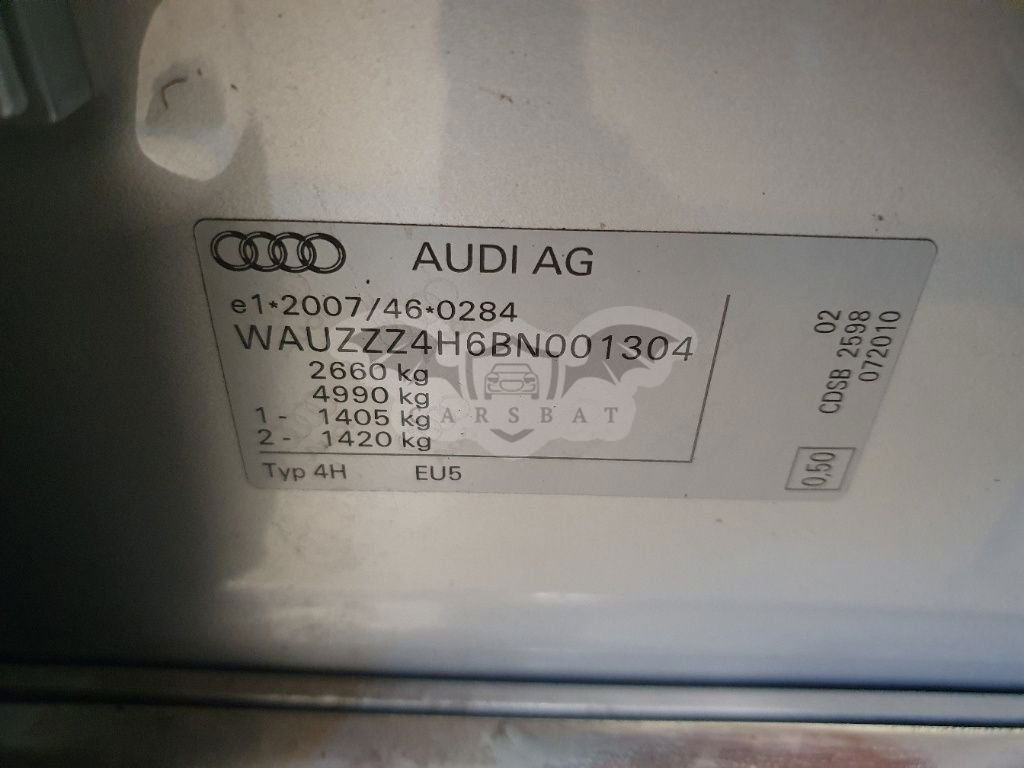 AUDI AG
e1*2007/46*0284
WAUZZZ4H6BN001304
2660 kg
4990 kg
1 - 1405 kg
2 - 1420 kg
Typ 4H EU5
02
CDSB 2598
072010
0,50
CARSBAT